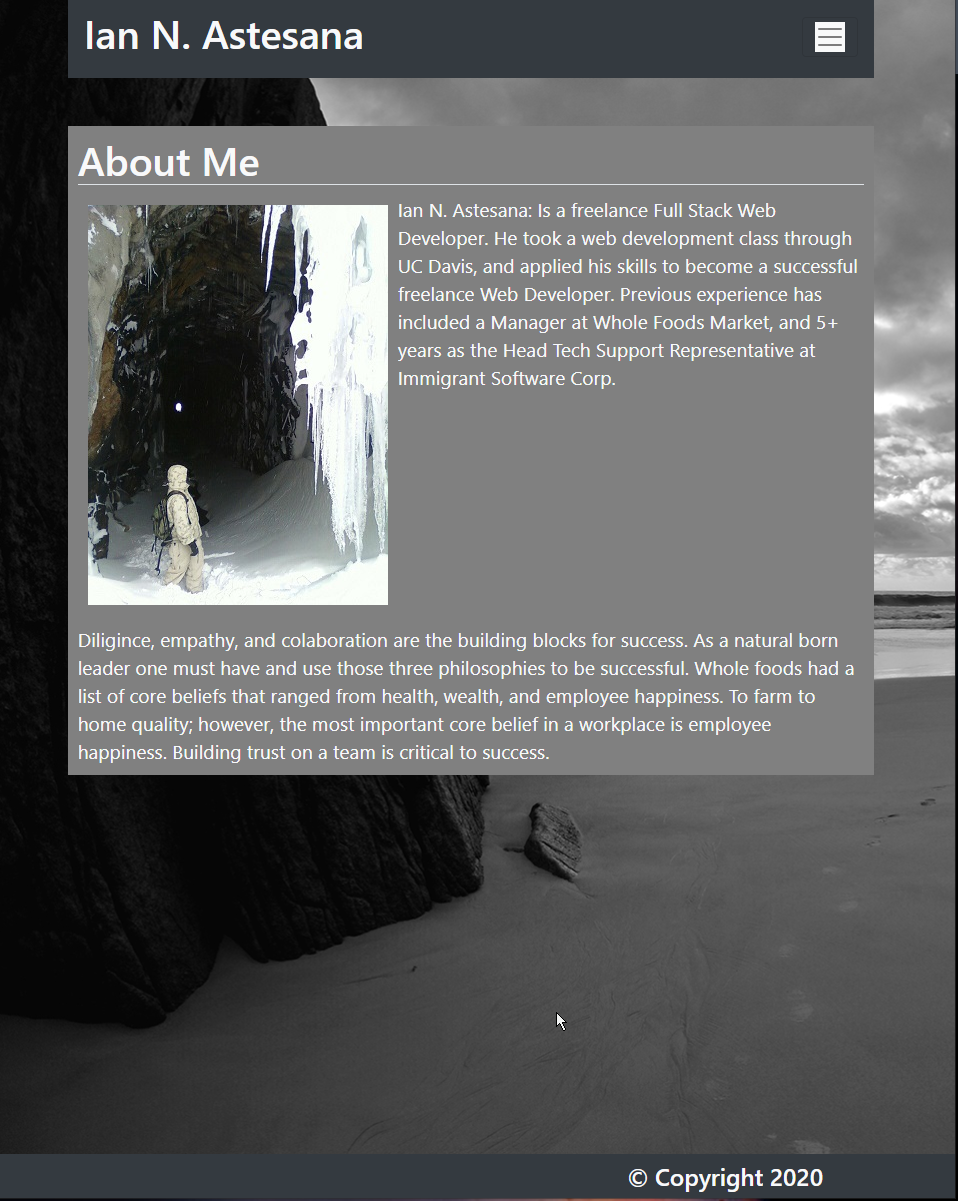 Ian N. Astesana
About Me
Ian N. Astesana: Is a freelance Full Stack Web
Developer. He took a web development class through
UC Davis, and applied his skills to become a successful
freelance Web Developer. Previous experience has
included a Manager at Whole Foods Market, and 5+
years as the Head Tech Support Representative at
Immigrant Software Corp.
Diligince, empathy, and colaboration are the building blocks for success. As a natural born
leader one must have and use those three philosophies to be successful. Whole foods had a
list of core beliefs that ranged from health, wealth, and employee happiness. To farm to
home quality; however, the most important core belief in a workplace is employee
happiness. Building trust on a team is critical to success.
© Copyright 2020